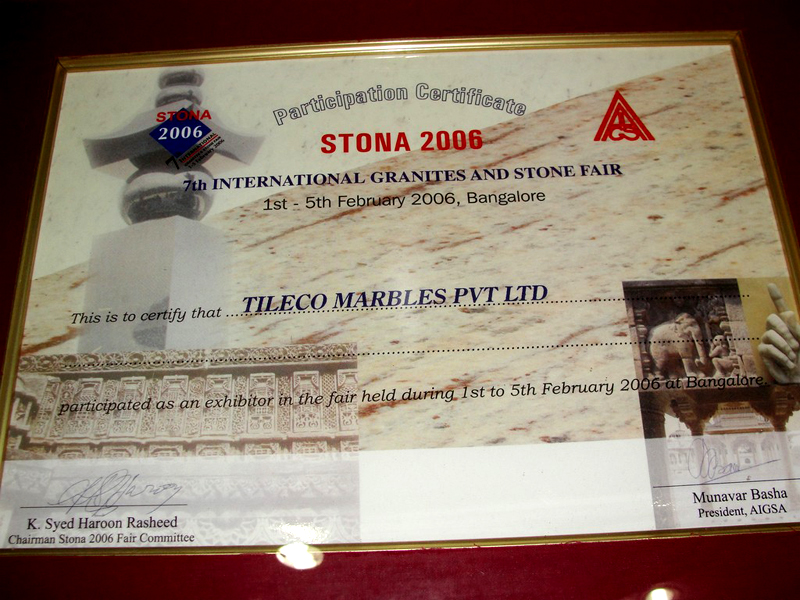 Participation Certificate
STONA
2006
7
INTERNATIONAL
STONA 2006
7th INTERNATIONAL GRANITES AND STONE FAIR
1st - 5th February 2006, Bangalore
This is to certify that TILECO MARBLES PVT LTD
participated as an exhibitor in the fair held during 1st to 5th February 2006 at Bangalore.
K. Syed Haroon Rasheed
Chairman Stona 2006 Fair Committee
Munavar Basha
President, AIGSA